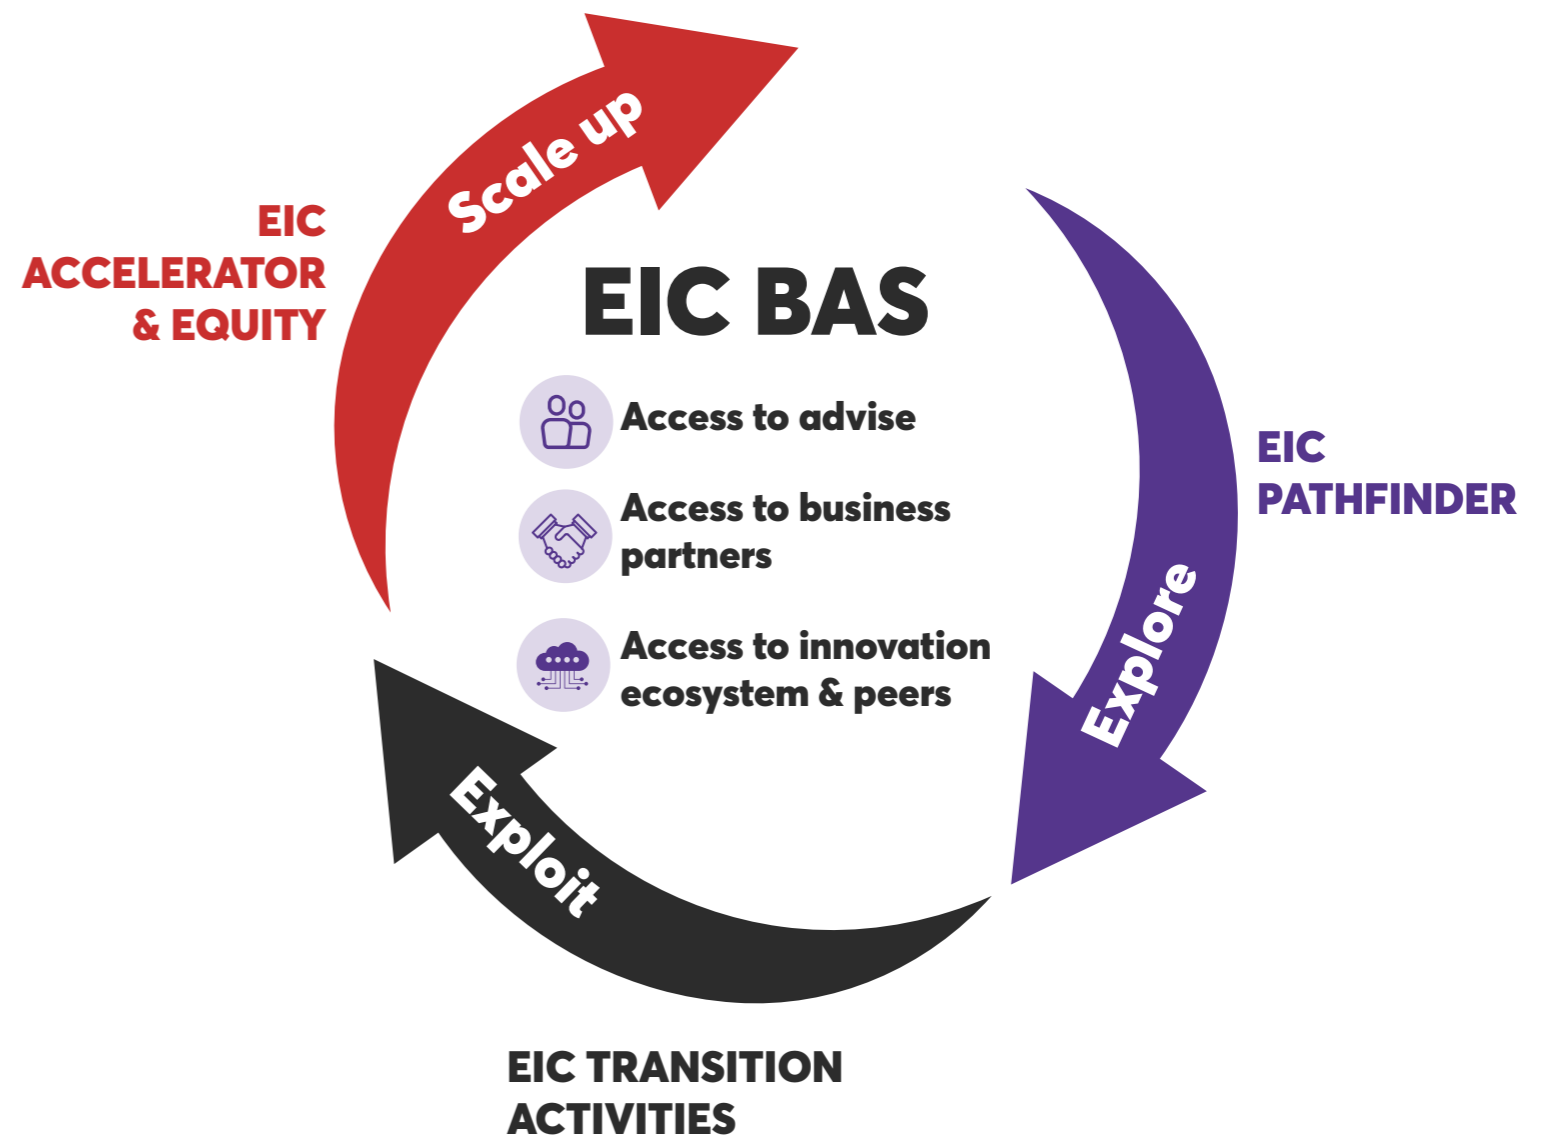 Scale up
EIC
ACCELERATOR
& EQUITY
EIC BAS
Access to advise
Access to business
partners
Access to innovation
ecosystem & peers
EIC
PATHFINDER
Explore
Exploit
EIC TRANSITION
ACTIVITIES